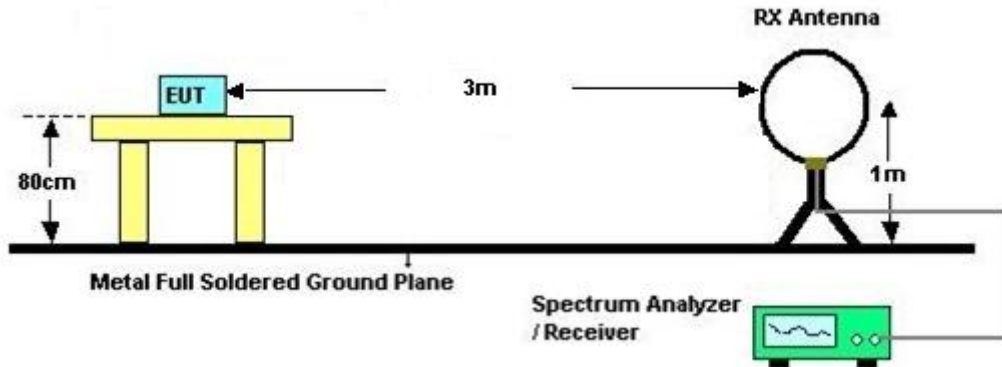 RX Antenna
EUT
3m
80cm
1m
Metal Full Soldered Ground Plane
Spectrum Analyzer
/ Receiver